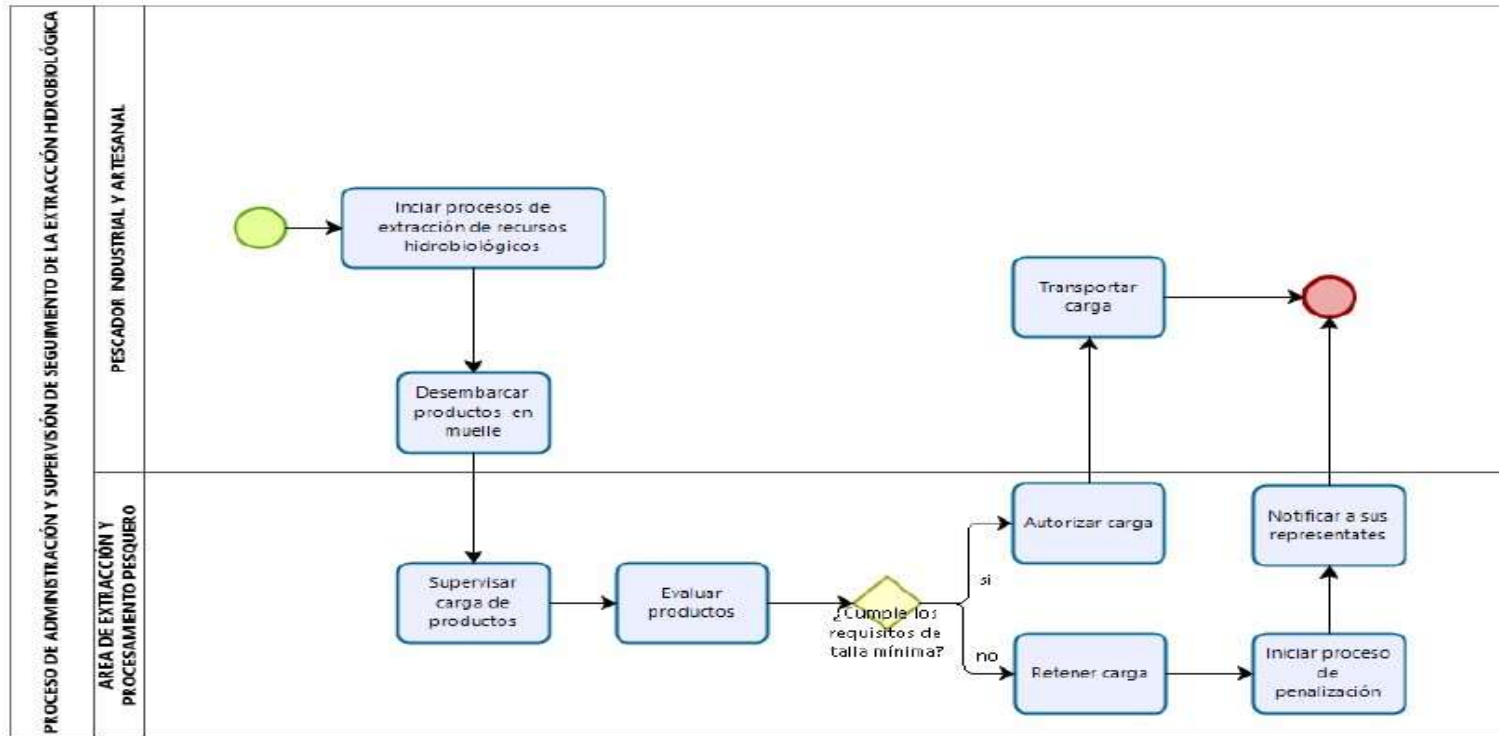 PROCESO DE ADMINISTRACIÓN Y SUPERVISIÓN DE SEGUIMENTO DE LA EXTRACCIÓN HIDROBIOLÓGICA
PESCADOR INDUSTRIAL Y ARTESANAL
Inciar procesos de
extracción de recursos
hidrobiológicos
Desembarcar
productos en
muelle
Transportar
carga
AREA DE EXTRACCIÓN Y
PROCESAMIENTO PESQUERO
Supervisar
carga de
productos
Evaluar
productos
¿Cumple los
requisitos de
talla mínima?
si
no
Autorizar carga
Retener carga
Iniciar proceso
de
penalización
Notificar a sus
representates